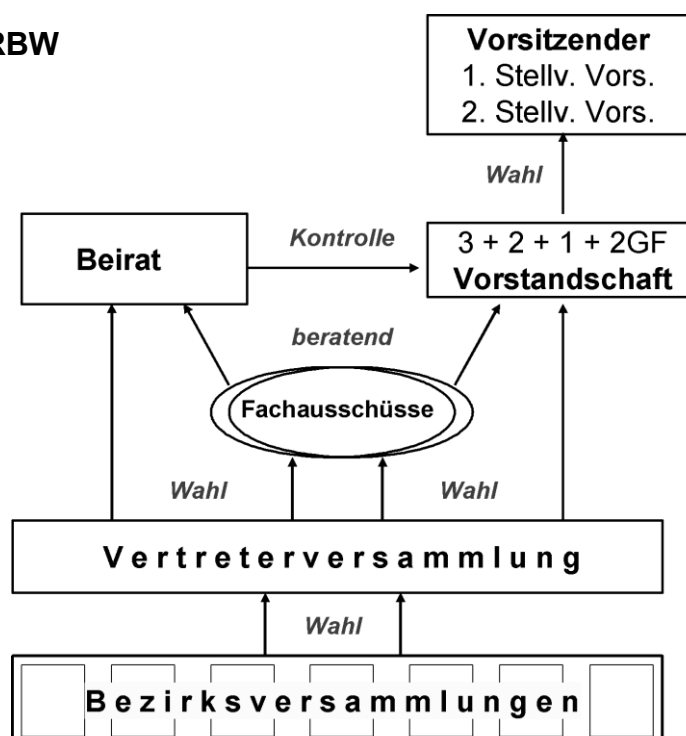 RBW
Vorsitzender
1. Stellv. Vors.
2. Stellv. Vors.
Wahl
Beirat
Kontrolle
3 + 2 + 1 + 2GF
Vorstandschaft
beratend
Fachausschüsse
Wahl
Wahl
Vertreterversammlung
Wahl
Bezirksversammlungen